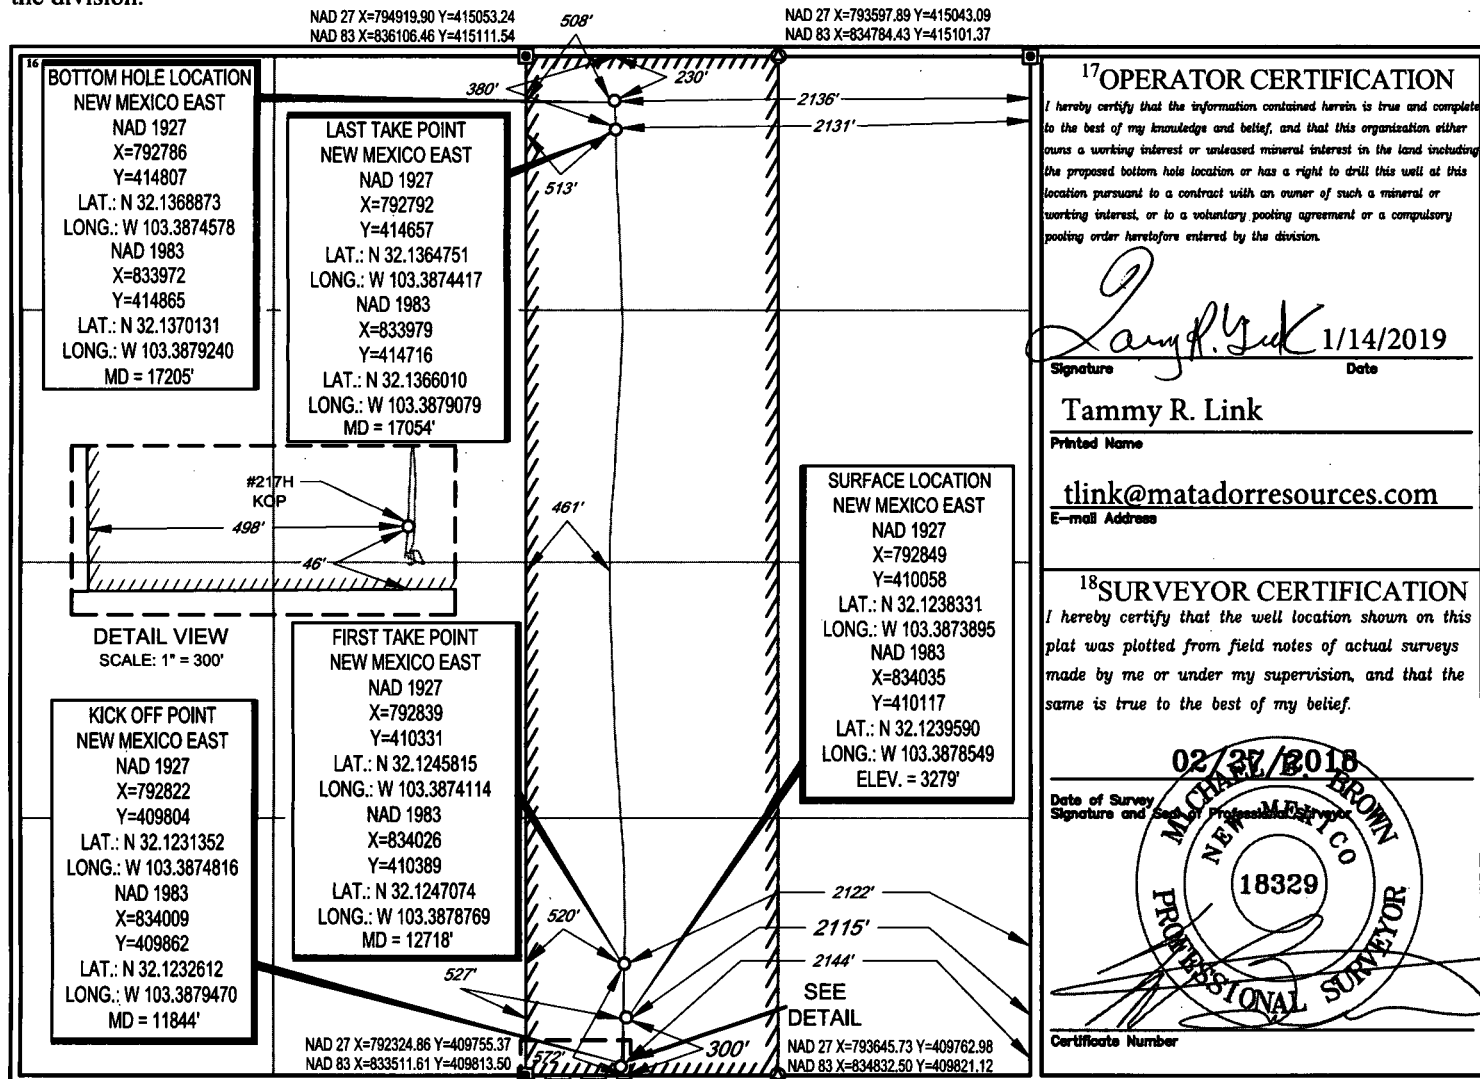 the division.
NAD 27 X=794919.90 Y=415053.24
NAD 83 X=836106.46 Y=415111.54
508'
NAD 27 X=793597.89 Y=415043.09
NAD 83 X=834784.43 Y=415101.37
16
BOTTOM HOLE LOCATION
NEW MEXICO EAST
NAD 1927
X=792786
Y=414807
LAT.: N 32.1368873
LONG.: W 103.3874578
NAD 1983
X=833972
Y=414865
LAT.: N 32.1370131
LONG.: W 103.3879240
MD = 17205'
380'
230'
2136'
2131'
513'
LAST TAKE POINT
NEW MEXICO EAST
NAD 1927
X=792792
Y=414657
LAT.: N 32.1364751
LONG.: W 103.3874417
NAD 1983
X=833979
Y=414716
LAT.: N 32.1366010
LONG.: W 103.3879079
MD = 17054'
#217H
KOP
498'
46'
DETAIL VIEW
SCALE: 1" = 300'
461'
SURFACE LOCATION
NEW MEXICO EAST
NAD 1927
X=792849
Y=410058
LAT.: N 32.1238331
LONG.: W 103.3873895
NAD 1983
X=834035
Y=410117
LAT.: N 32.1239590
LONG.: W 103.3878549
ELEV. = 3279'
FIRST TAKE POINT
NEW MEXICO EAST
NAD 1927
X=792839
Y=410331
LAT.: N 32.1245815
LONG.: W 103.3874114
NAD 1983
X=834026
Y=410389
LAT.: N 32.1247074
LONG.: W 103.3878769
MD = 12718'
KICK OFF POINT
NEW MEXICO EAST
NAD 1927
X=792822
Y=409804
LAT.: N 32.1231352
LONG.: W 103.3874816
NAD 1983
X=834009
Y=409862
LAT.: N 32.1232612
LONG.: W 103.3879470
MD = 11844'
520'
527'
572'
300'
2122'
2115'
2144'
SEE
DETAIL
NAD 27 X=792324.86 Y=409755.37
NAD 83 X=833511.61 Y=409813.50
NAD 27 X=793645.73 Y=409762.98
NAD 83 X=834832.50 Y=409821.12
17 OPERATOR CERTIFICATION
I hereby certify that the information contained herein is true and complete
to the best of my knowledge and belief, and that this organization either
owns a working interest or unleased mineral interest in the land including
the proposed bottom hole location or has a right to drill this well at this
location pursuant to a contract with an owner of such a mineral or
working interest, or to a voluntary pooling agreement or a compulsory
pooling order heretofore entered by the division.
1/14/2019
Signature Date
Tammy R. Link
Printed Name
tlink@matadorresources.com
E-mail Address
18 SURVEYOR CERTIFICATION
I hereby certify that the well location shown on this
plat was plotted from field notes of actual surveys
made by me or under my supervision, and that the
same is true to the best of my belief.
02/27/2018
Date of Survey
Signature and Seal of Professional Surveyor
MICHAEL B. BROWN
NEW MEXICO
18329
PROFESSIONAL SURVEYOR
Certificate Number